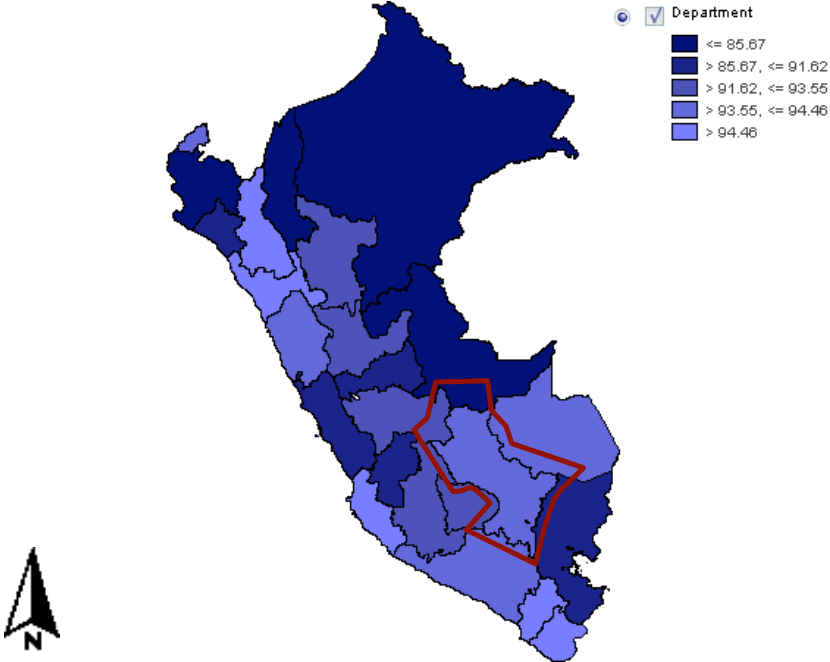 Department
<= 85.67
> 85.67, <= 91.62
> 91.62, <= 93.55
> 93.55, <= 94.46
> 94.46
N